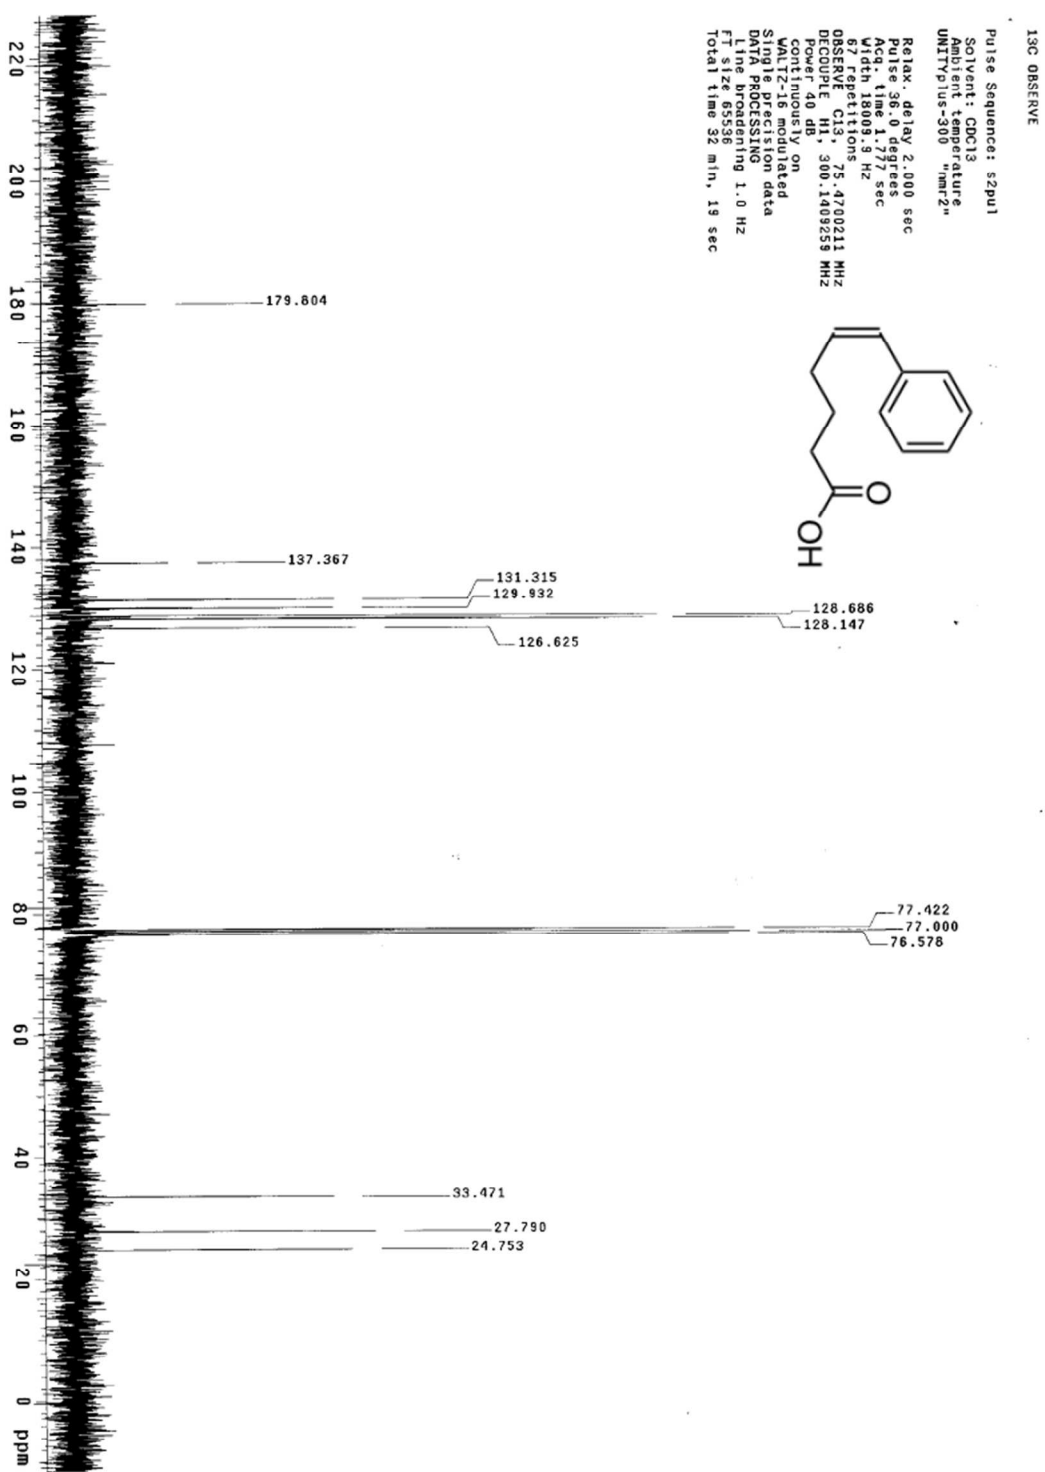 13C OBSERVE
Pulse Sequence: s2pul
Solvent: CDCl3
Ambient temperature
UNITYplus-300 "nmr2"
Relax. delay 2.000 sec
Pulse 36.0 degrees
Acq. time 1.777 sec
Width 18009.9 Hz
67 repetitions
OBSERVE C13, 75.4700211 MHz
DECOUPLE H1, 300.1409259 MHz
Power 40 dB
continuously on
WALTZ-16 modulated
Single precision data
DATA PROCESSING
Line broadening 1.0 Hz
FT size 65536
Total time 32 min, 19 sec
O
OH
179.804
137.367
131.315
129.932
128.686
128.147
126.625
77.422
77.000
76.578
33.471
27.790
24.753
220 200 180 160 140 120 100 80 60 40 20 0 ppm